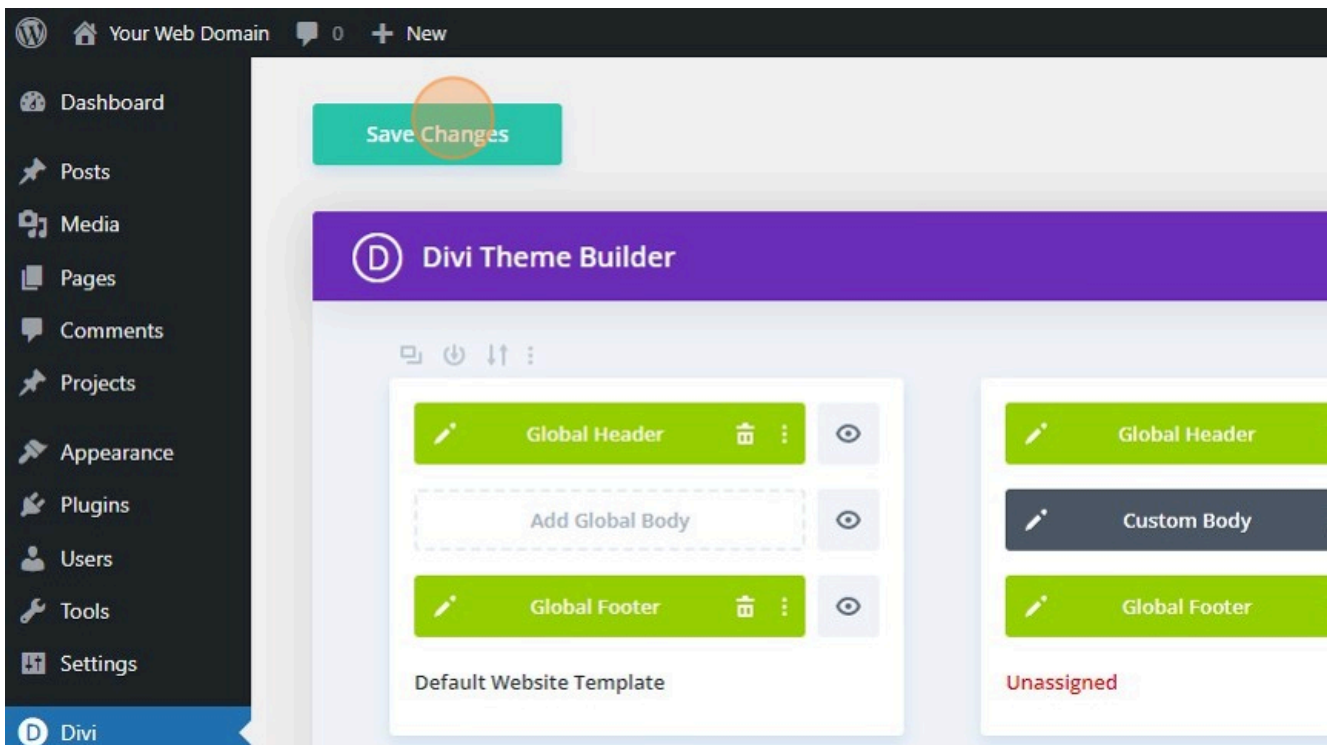 Your Web Domain 0 New
Dashboard
Posts
Media
Pages
Comments
Projects
Appearance
Plugins
Users
Tools
Settings
Divi
Save Changes
D Divi Theme Builder
Global Header
Add Global Body
Global Footer
Default Website Template
Global Header
Custom Body
Global Footer
Unassigned